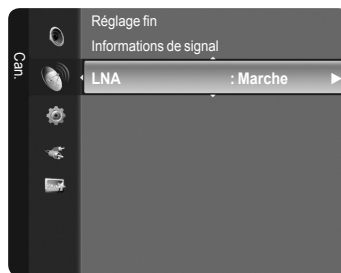 Can.
Réglage fin
Informations de signal
LNA : Marche